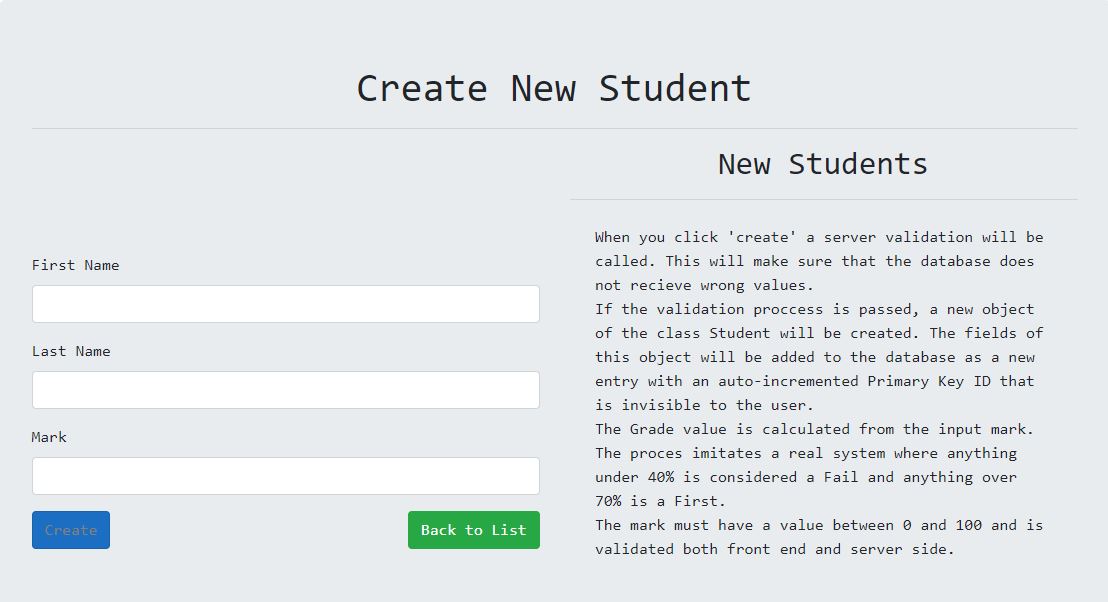 Create New Student
First Name
Last Name
Mark
Create
Back to List
New Students
When you click 'create' a server validation will be
called. This will make sure that the database does
not recieve wrong values.
If the validation proccess is passed, a new object
of the class Student will be created. The fields of
this object will be added to the database as a new
entry with an auto-incremented Primary Key ID that
is invisible to the user.
The Grade value is calculated from the input mark.
The proces imitates a real system where anything
under 40% is considered a Fail and anything over
70% is a First.
The mark must have a value between 0 and 100 and is
validated both front end and server side.